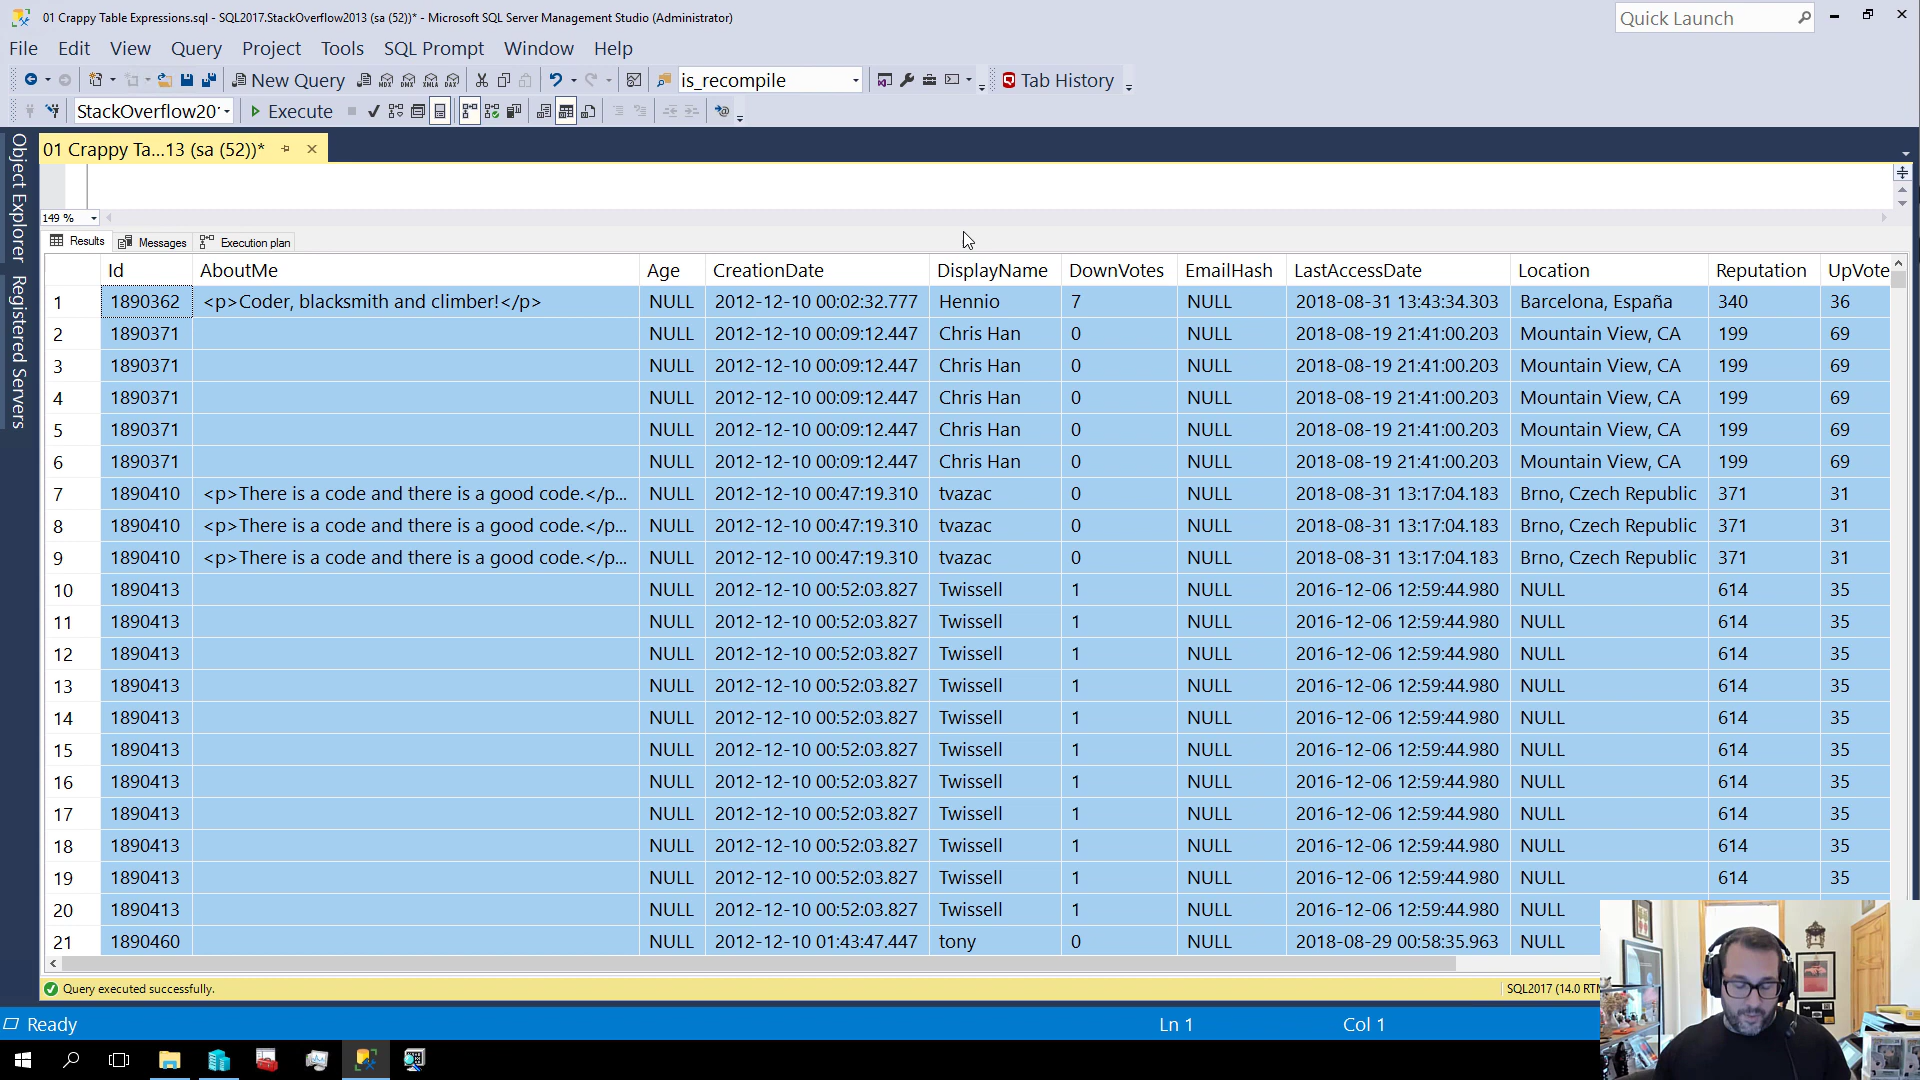 01 Crappy Table Expressions.sql - SQL2017.StackOverflow2013 (sa (52))* - Microsoft SQL Server Management Studio (Administrator)
Quick Launch
File Edit View Query Project Tools SQL Prompt Window Help
New Query MDX DMX XMLA DAX is_recompile Tab History
StackOverflow20 Execute
01 Crappy Ta...13 (sa (52))*
Object Explorer
Registered Servers
149 %
Results Messages Execution plan
Id AboutMe Age CreationDate DisplayName DownVotes EmailHash LastAccessDate Location Reputation UpVote
1 1890362 <p>Coder, blacksmith and climber!</p> NULL 2012-12-10 00:02:32.777 Hennio 7 NULL 2018-08-31 13:43:34.303 Barcelona, España 340 36
2 1890371 NULL 2012-12-10 00:09:12.447 Chris Han 0 NULL 2018-08-19 21:41:00.203 Mountain View, CA 199 69
3 1890371 NULL 2012-12-10 00:09:12.447 Chris Han 0 NULL 2018-08-19 21:41:00.203 Mountain View, CA 199 69
4 1890371 NULL 2012-12-10 00:09:12.447 Chris Han 0 NULL 2018-08-19 21:41:00.203 Mountain View, CA 199 69
5 1890371 NULL 2012-12-10 00:09:12.447 Chris Han 0 NULL 2018-08-19 21:41:00.203 Mountain View, CA 199 69
6 1890371 NULL 2012-12-10 00:09:12.447 Chris Han 0 NULL 2018-08-19 21:41:00.203 Mountain View, CA 199 69
7 1890410 <p>There is a code and there is a good code.</p... NULL 2012-12-10 00:47:19.310 tvazac 0 NULL 2018-08-31 13:17:04.183 Brno, Czech Republic 371 31
8 1890410 <p>There is a code and there is a good code.</p... NULL 2012-12-10 00:47:19.310 tvazac 0 NULL 2018-08-31 13:17:04.183 Brno, Czech Republic 371 31
9 1890410 <p>There is a code and there is a good code.</p... NULL 2012-12-10 00:47:19.310 tvazac 0 NULL 2018-08-31 13:17:04.183 Brno, Czech Republic 371 31
10 1890413 NULL 2012-12-10 00:52:03.827 Twissell 1 NULL 2016-12-06 12:59:44.980 NULL 614 35
11 1890413 NULL 2012-12-10 00:52:03.827 Twissell 1 NULL 2016-12-06 12:59:44.980 NULL 614 35
12 1890413 NULL 2012-12-10 00:52:03.827 Twissell 1 NULL 2016-12-06 12:59:44.980 NULL 614 35
13 1890413 NULL 2012-12-10 00:52:03.827 Twissell 1 NULL 2016-12-06 12:59:44.980 NULL 614 35
14 1890413 NULL 2012-12-10 00:52:03.827 Twissell 1 NULL 2016-12-06 12:59:44.980 NULL 614 35
15 1890413 NULL 2012-12-10 00:52:03.827 Twissell 1 NULL 2016-12-06 12:59:44.980 NULL 614 35
16 1890413 NULL 2012-12-10 00:52:03.827 Twissell 1 NULL 2016-12-06 12:59:44.980 NULL 614 35
17 1890413 NULL 2012-12-10 00:52:03.827 Twissell 1 NULL 2016-12-06 12:59:44.980 NULL 614 35
18 1890413 NULL 2012-12-10 00:52:03.827 Twissell 1 NULL 2016-12-06 12:59:44.980 NULL 614 35
19 1890413 NULL 2012-12-10 00:52:03.827 Twissell 1 NULL 2016-12-06 12:59:44.980 NULL 614 35
20 1890413 NULL 2012-12-10 00:52:03.827 Twissell 1 NULL 2016-12-06 12:59:44.980 NULL
21 1890460 NULL 2012-12-10 01:43:47.447 tony 0 NULL 2018-08-29 00:58:35.963 NULL
Query executed successfully. SQL2017 (14.0 RTM
Ready Ln 1 Col 1